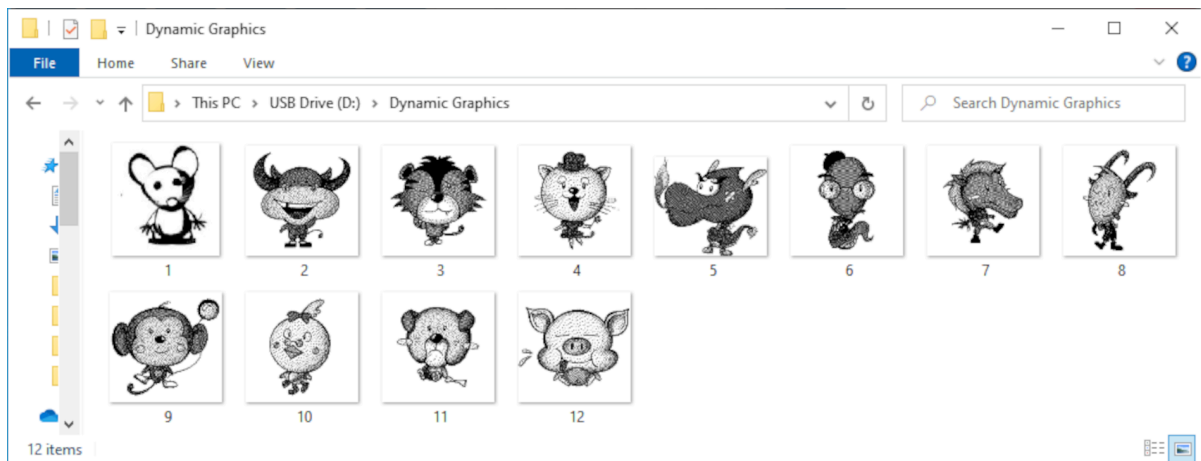 Dynamic Graphics
File Home Share View
This PC > USB Drive (D:) > Dynamic Graphics
Search Dynamic Graphics
1 2 3 4 5 6 7 8
9 10 11 12
12 items